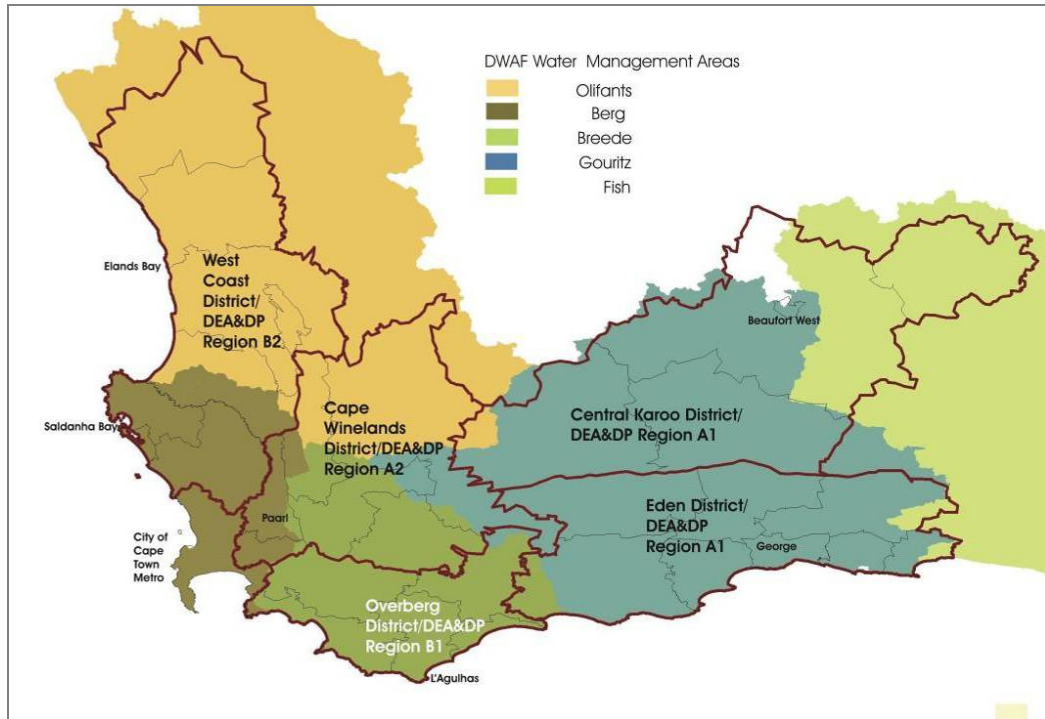 DWAF Water Management Areas
Olifants
Berg
Breede
Gouritz
Fish
Elands Bay
West
Coast
District/
DEA&DP
Region B2
Beaufort West
Saldanha Bay
Cape
Winelands
District/DEA&DP
Region A2
Central Karoo District/
DEA&DP Region A1
Paarl
City of
Cape
Town
Metro
Eden District/
DEA&DP
Region A1
George
Overberg
District/DEA&DP
Region B1
L'Agulhas